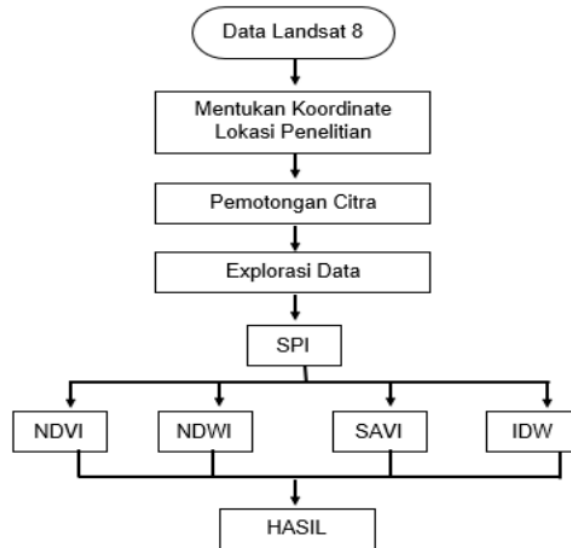 Data Landsat 8
Mentukan Koordinate
Lokasi Penelitian
Pemotongan Citra
Explorasi Data
SPI
NDVI
NDWI
SAVI
IDW
HASIL